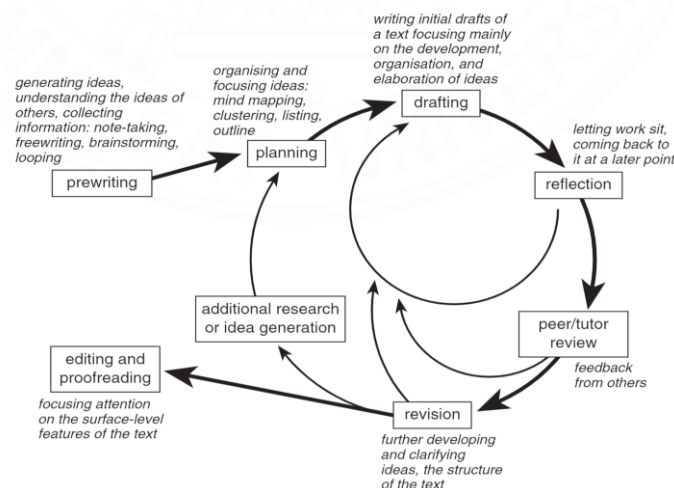 generating ideas,
understanding the ideas of
others, collecting
information: note-taking,
freewriting, brainstorming,
looping
prewriting
organising and
focusing ideas:
mind mapping,
clustering, listing,
outline
planning
writing initial drafts of
a text focusing mainly
on the development,
organisation, and
elaboration of ideas
drafting
letting work sit,
coming back to
it at a later point
reflection
peer/tutor
review
feedback
from others
revision
further developing
and clarifying
ideas, the structure
of the text
additional research
or idea generation
editing and
proofreading
focusing attention
on the surface-level
features of the text